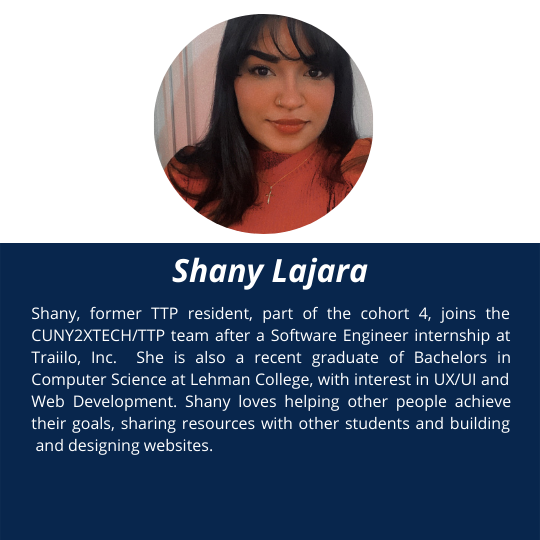 Shany Lajara
Shany, former TTP resident, part of the cohort 4, joins the
CUNY2XTECH/TTP team after a Software Engineer internship at
Traiilo, Inc.  She is also a recent graduate of Bachelors in
Computer Science at Lehman College, with interest in UX/UI and
Web Development. Shany loves helping other people achieve
their goals, sharing resources with other students and building
and designing websites.